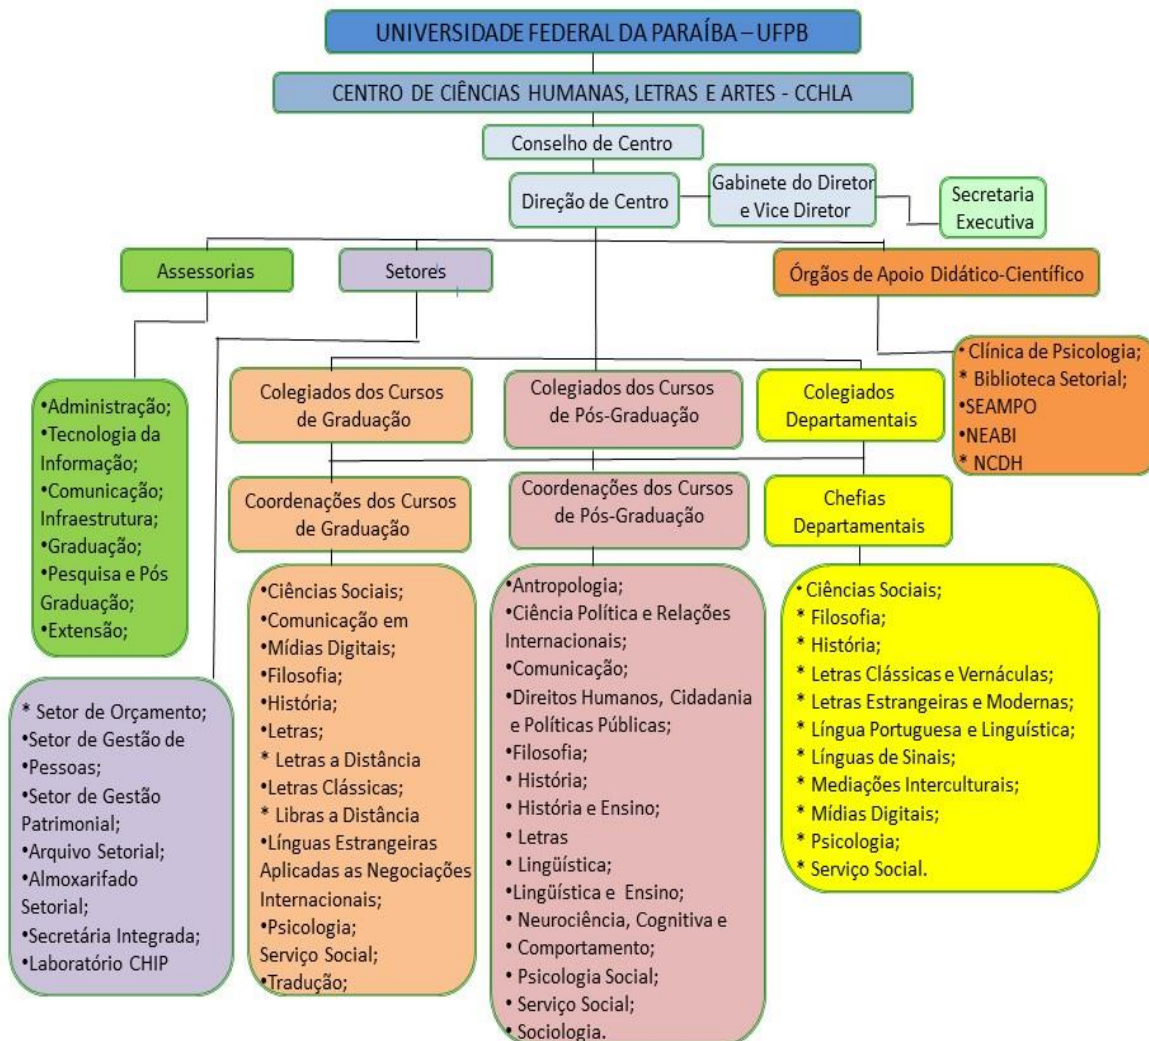 UNIVERSIDADE FEDERAL DA PARAÍBA – UFPB
CENTRO DE CIÊNCIAS HUMANAS, LETRAS E ARTES - CCHLA
Conselho de Centro
Direção de Centro
Gabinete do Diretor
e Vice Diretor
Secretaria
Executiva
Assessorias
Setores
Órgãos de Apoio Didático-Científico
•Administração;
•Tecnologia da
Informação;
•Comunicação;
Infraestrutura;
•Graduação;
•Pesquisa e Pós
Graduação;
•Extensão;
* Setor de Orçamento;
•Setor de Gestão de
Pessoas;
•Setor de Gestão
Patrimonial;
•Arquivo Setorial;
•Almoxarifado
Setorial;
•Secretária Integrada;
•Laboratório CHIP
• Clínica de Psicologia;
* Biblioteca Setorial;
•SEAMPO
•NEABI
* NCDH
Colegiados dos Cursos
de Graduação
Colegiados dos Cursos
de Pós-Graduação
Colegiados
Departamentais
Coordenações dos Cursos
de Graduação
Coordenações dos Cursos
de Pós-Graduação
Chefias
Departamentais
•Ciências Sociais;
•Comunicação em
•Mídias Digitais;
•Filosofia;
•História;
•Letras;
* Letras a Distância
•Letras Clássicas;
* Libras a Distância
•Línguas Estrangeiras
Aplicadas as Negociações
Internacionais;
•Psicologia;
Serviço Social;
•Tradução;
•Antropologia;
•Ciência Política e Relações
Internacionais;
•Comunicação;
•Direitos Humanos, Cidadania
e Políticas Públicas;
•Filosofia;
• História;
• História e Ensino;
• Letras
• Lingüística;
•Lingüística e Ensino;
• Neurociência, Cognitiva e
• Comportamento;
• Psicologia Social;
• Serviço Social;
• Sociologia.
• Ciências Sociais;
* Filosofia;
* História;
* Letras Clássicas e Vernáculas;
* Letras Estrangeiras e Modernas;
* Língua Portuguesa e Linguística;
* Línguas de Sinais;
* Mediações Interculturais;
* Mídias Digitais;
* Psicologia;
* Serviço Social.